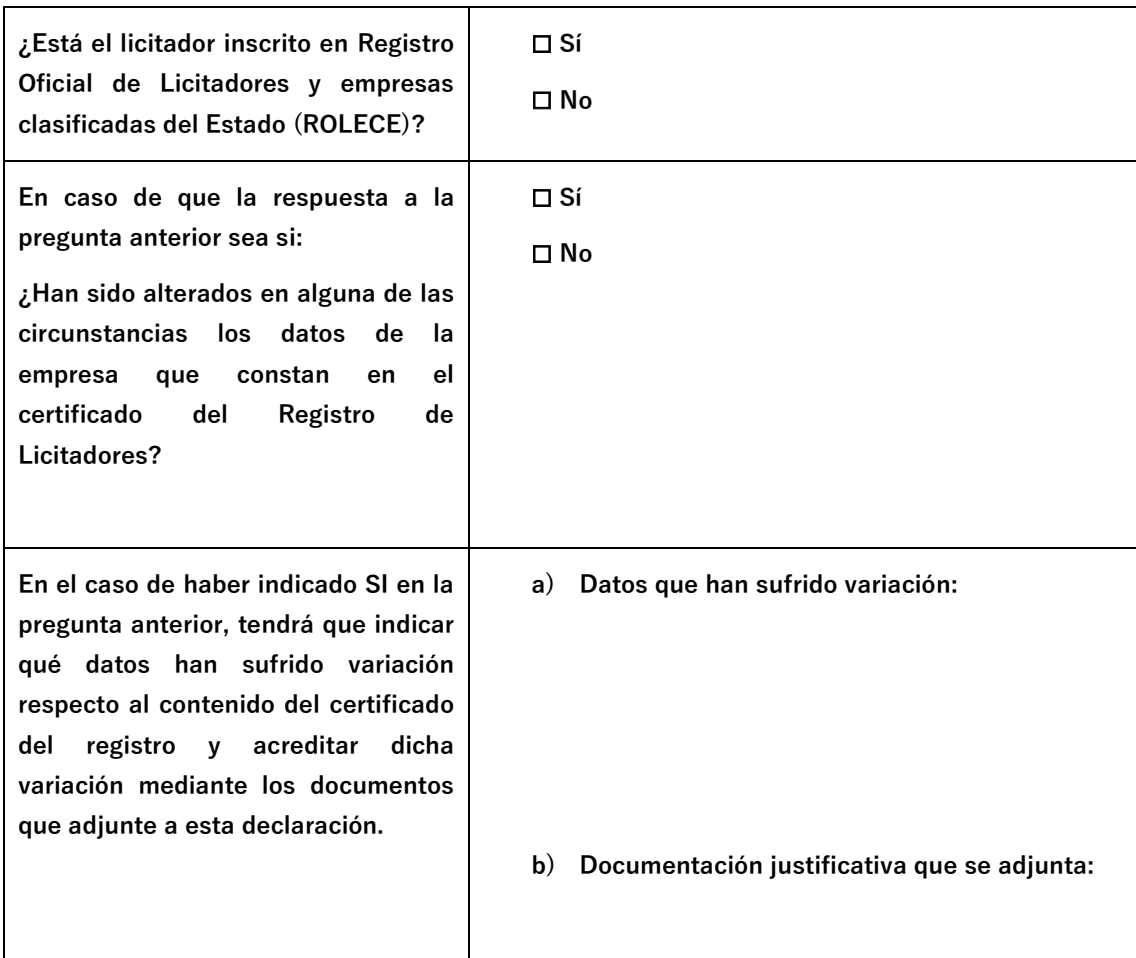 ¿Está el licitador inscrito en Registro
Oficial de Licitadores y empresas
clasificadas del Estado (ROLECE)?
☐ Sí
☐ No
En caso de que la respuesta a la
pregunta anterior sea si:
¿Han sido alterados en alguna de las
circunstancias los datos de la
empresa que constan en el
certificado del Registro de
Licitadores?
☐ Sí
☐ No
En el caso de haber indicado SI en la
pregunta anterior, tendrá que indicar
qué datos han sufrido variación
respecto al contenido del certificado
del registro y acreditar dicha
variación mediante los documentos
que adjunte a esta declaración.
a) Datos que han sufrido variación:
b) Documentación justificativa que se adjunta: